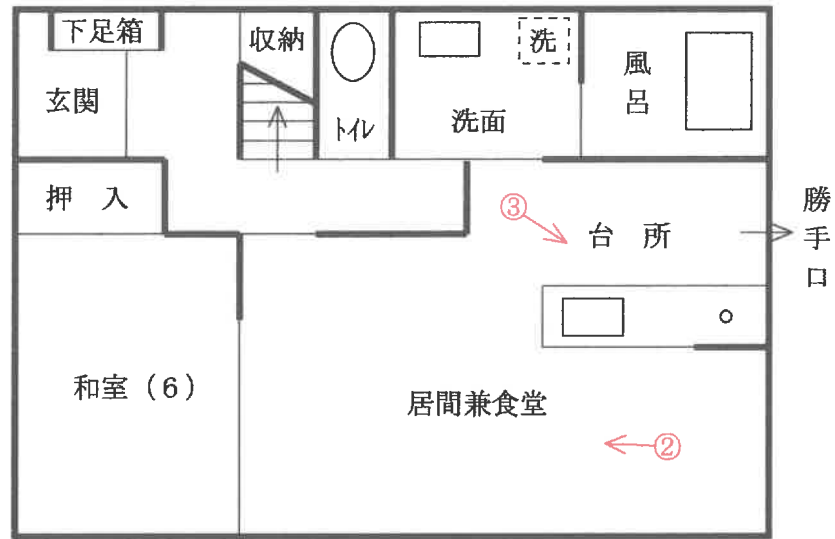 下足箱
収納
洗
風呂
玄関
トイレ
洗面
押 入
③
台 所
勝手口
和室（6）
居間兼食堂
②